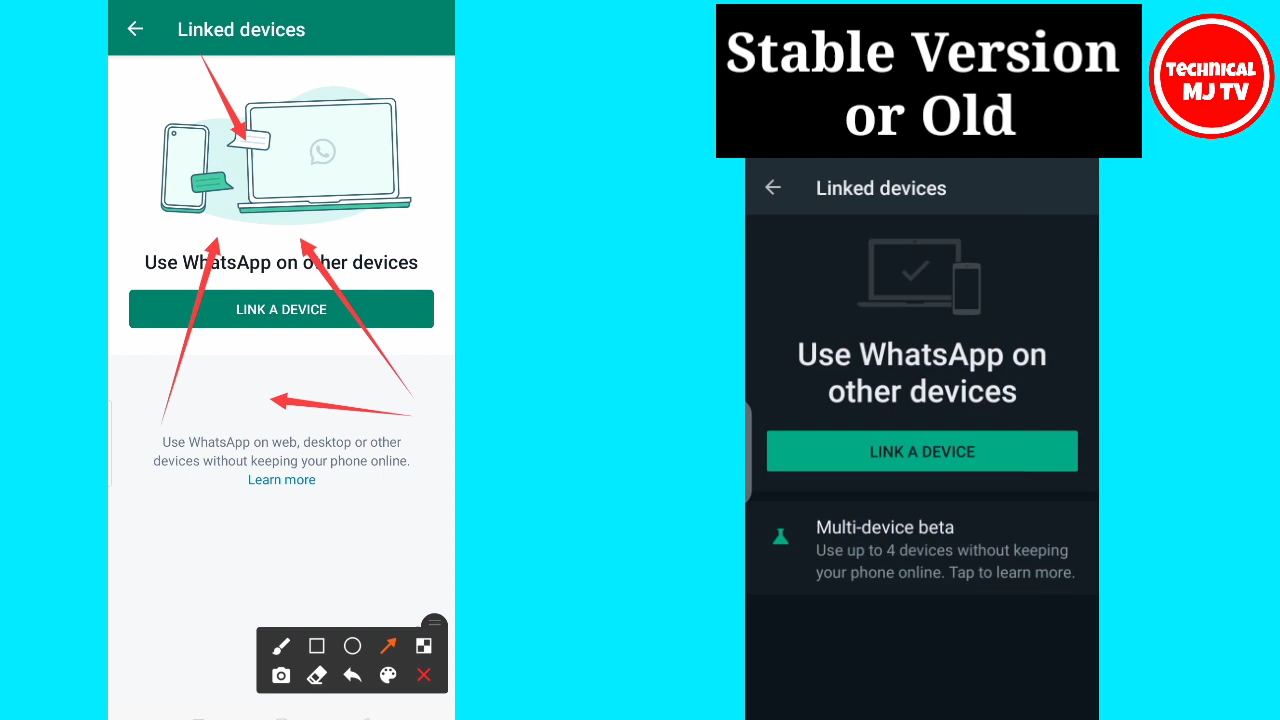 Linked devices
Use WhatsApp on other devices
LINK A DEVICE
Use WhatsApp on web, desktop or other
devices without keeping your phone online.
Learn more
Stable Version
or Old
TECHNICAL
MJ TV
Linked devices
Use WhatsApp on
other devices
LINK A DEVICE
Multi-device beta
Use up to 4 devices without keeping
your phone online. Tap to learn more.